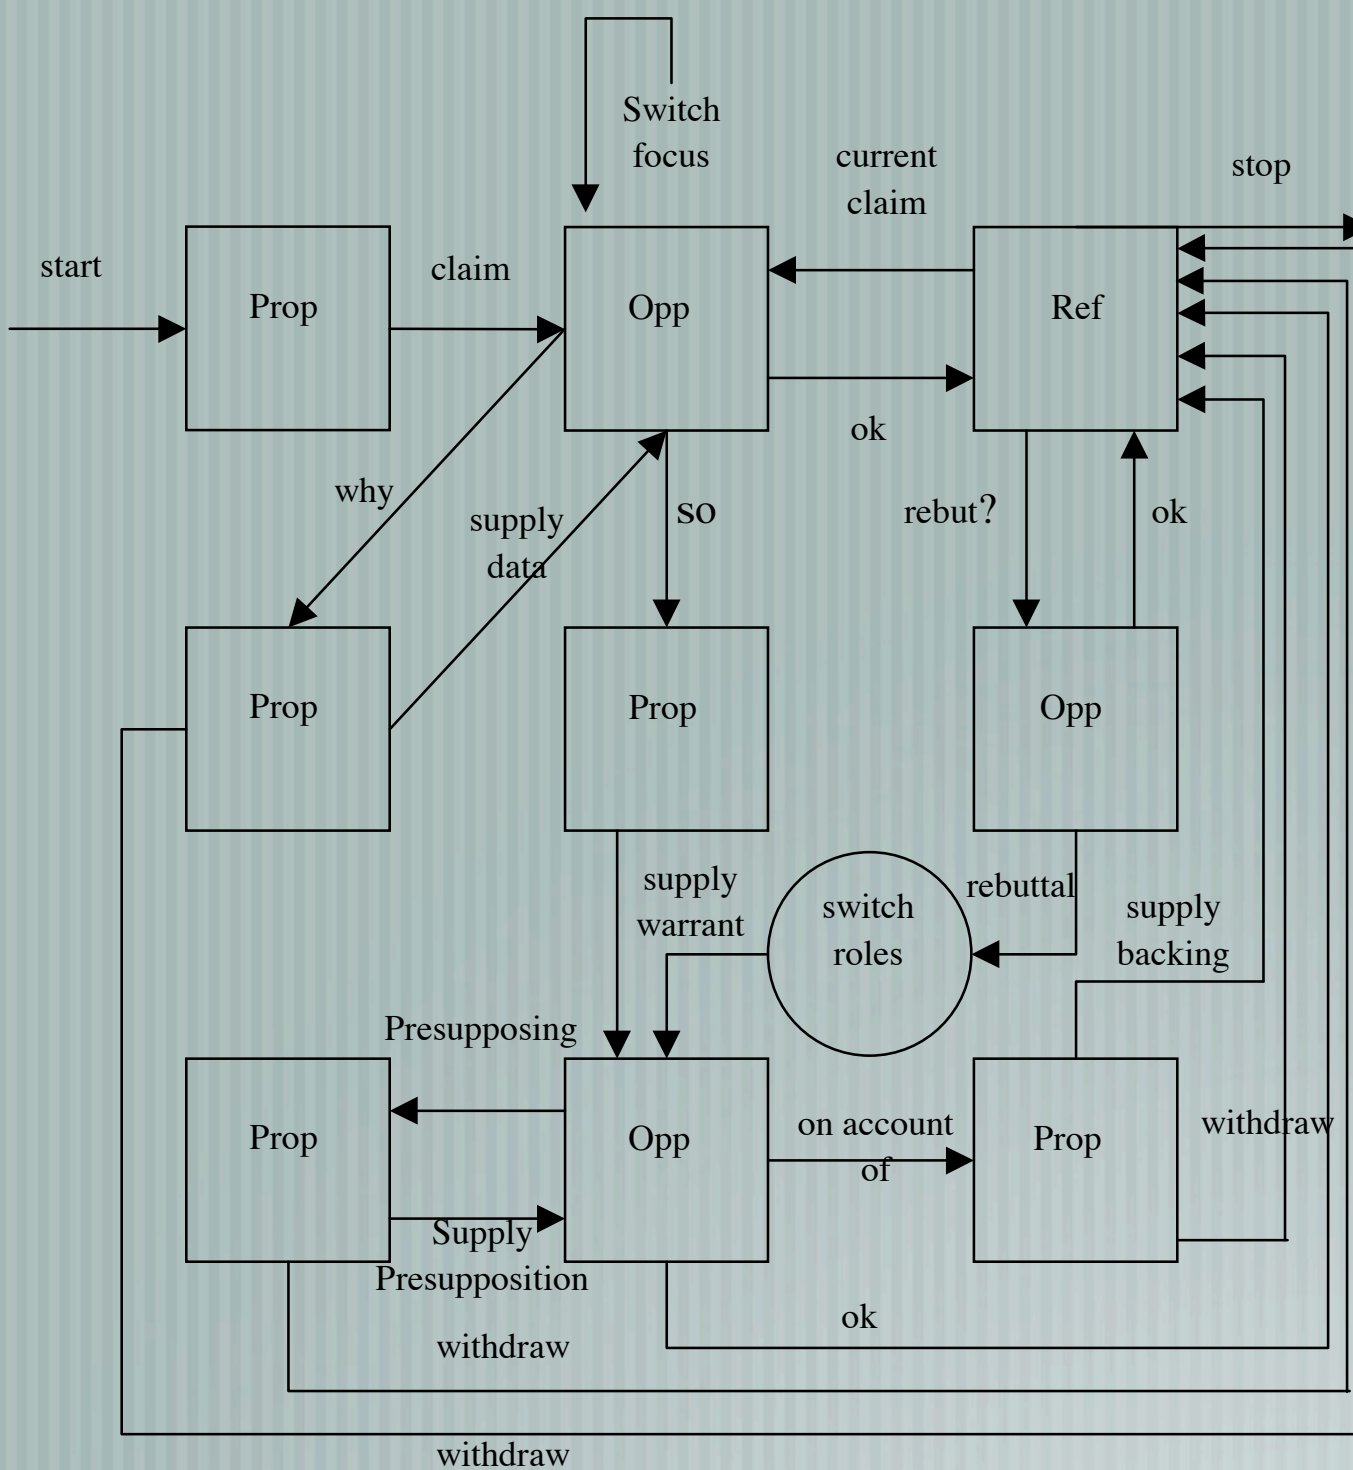 Switch
focus
current
claim
stop
start
claim
Prop
Opp
Ref
ok
why
supply
data
so
rebut?
ok
Prop
Prop
Opp
supply
warrant
switch
roles
rebuttal
supply
backing
Presupposing
Prop
Opp
on account
of
Prop
withdraw
Supply
Presupposition
ok
withdraw
withdraw